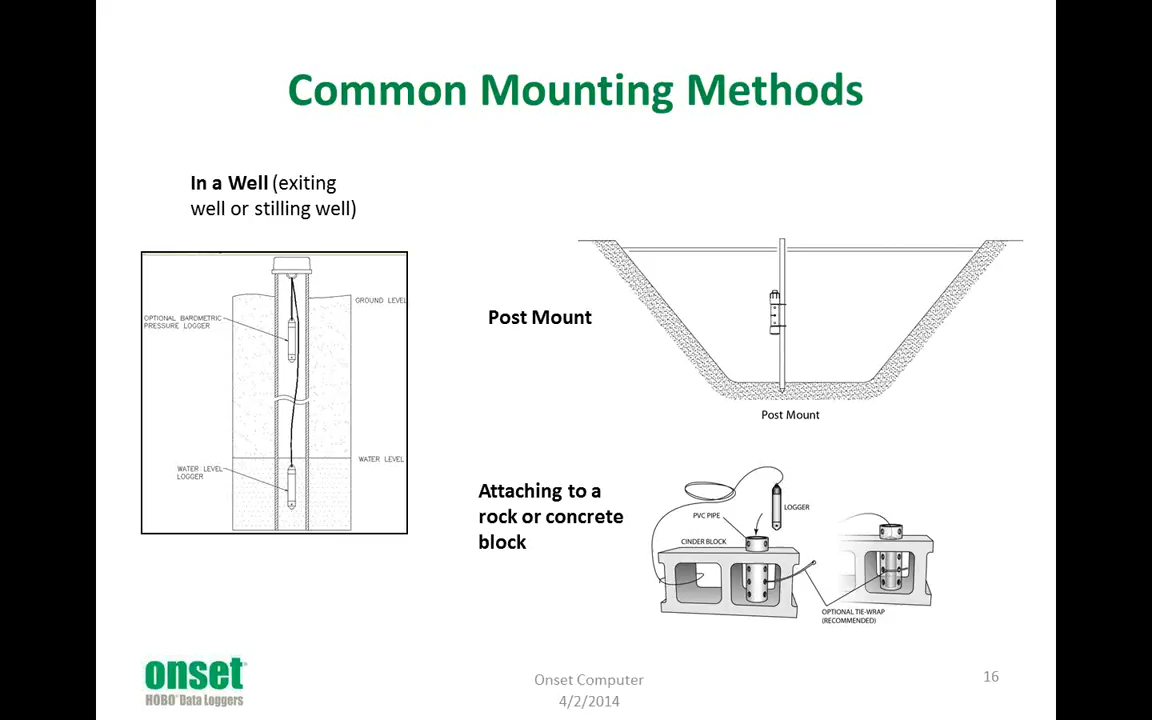 Common Mounting Methods
In a Well (exiting
well or stilling well)
GROUND LEVEL
OPTIONAL BAROMETRIC
PRESSURE LOGGER
WATER LEVEL
WATER LEVEL
LOGGER
Post Mount
Post Mount
Attaching to a
rock or concrete
block
LOGGER
PVC PIPE
CINDER BLOCK
OPTIONAL TIE-WRAP
(RECOMMENDED)
onset®
HOBO® Data Loggers
Onset Computer
4/2/2014
16